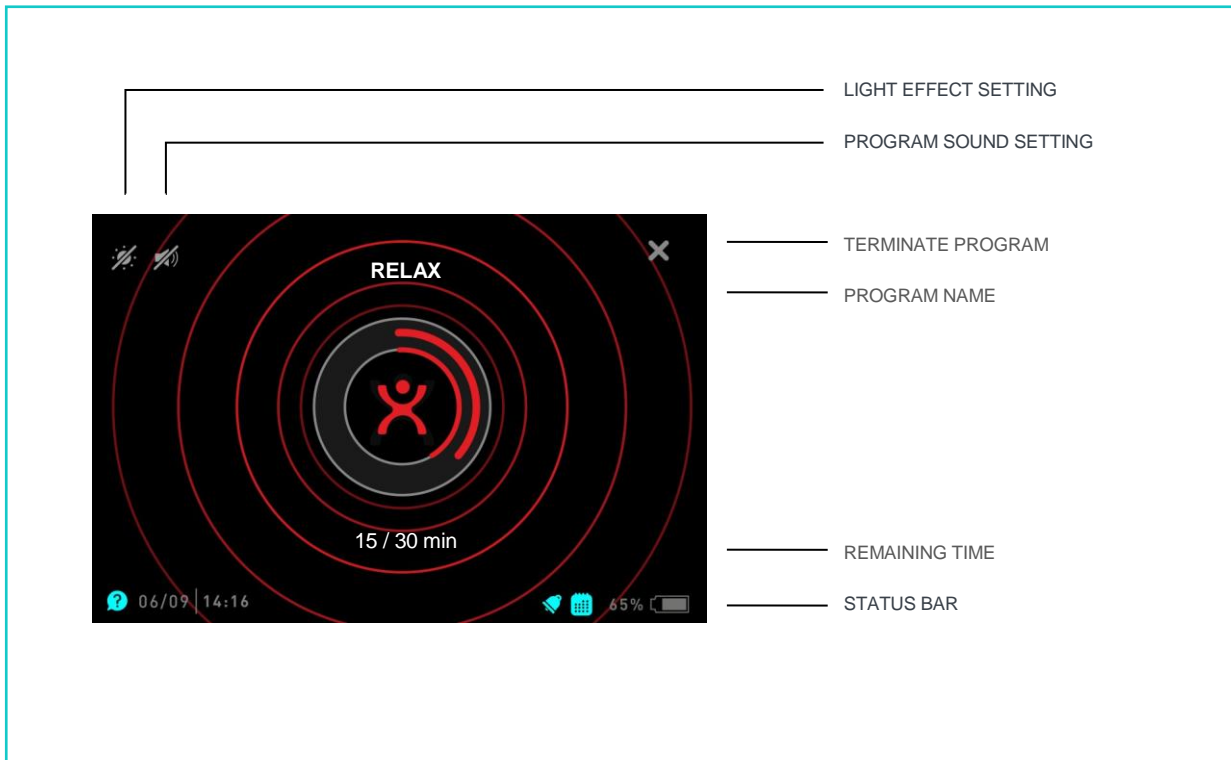 LIGHT EFFECT SETTING
PROGRAM SOUND SETTING
TERMINATE PROGRAM
RELAX
PROGRAM NAME
15 / 30 min
REMAINING TIME
? 06/09 14:16
65%
STATUS BAR